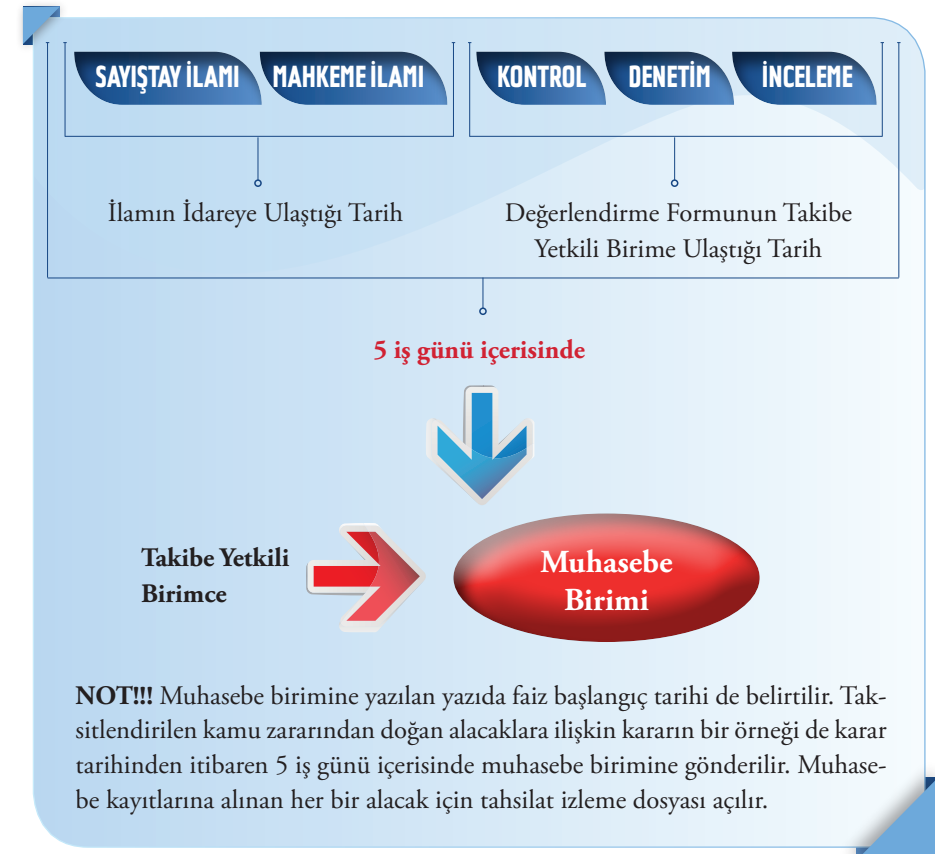 SAYIŞTAY İLAMI
MAHKEME İLAMI
KONTROL
DENETİM
İNCELEME
İlamın İdareye Ulaştığı Tarih
Değerlendirme Formunun Takibe
Yetkili Birime Ulaştığı Tarih
5 iş günü içerisinde
Takibe Yetkili
Birimce
Muhasebe
Birimi
NOT!!! Muhasebe birimine yazılan yazıda faiz başlangıç tarihi de belirtilir. Tak-
sitlendirilen kamu zararından doğan alacaklara ilişkin kararın bir örneği de karar
tarihinden itibaren 5 iş günü içerisinde muhasebe birimine gönderilir. Muhase-
be kayıtlarına alınan her bir alacak için tahsilat izleme dosyası açılır.